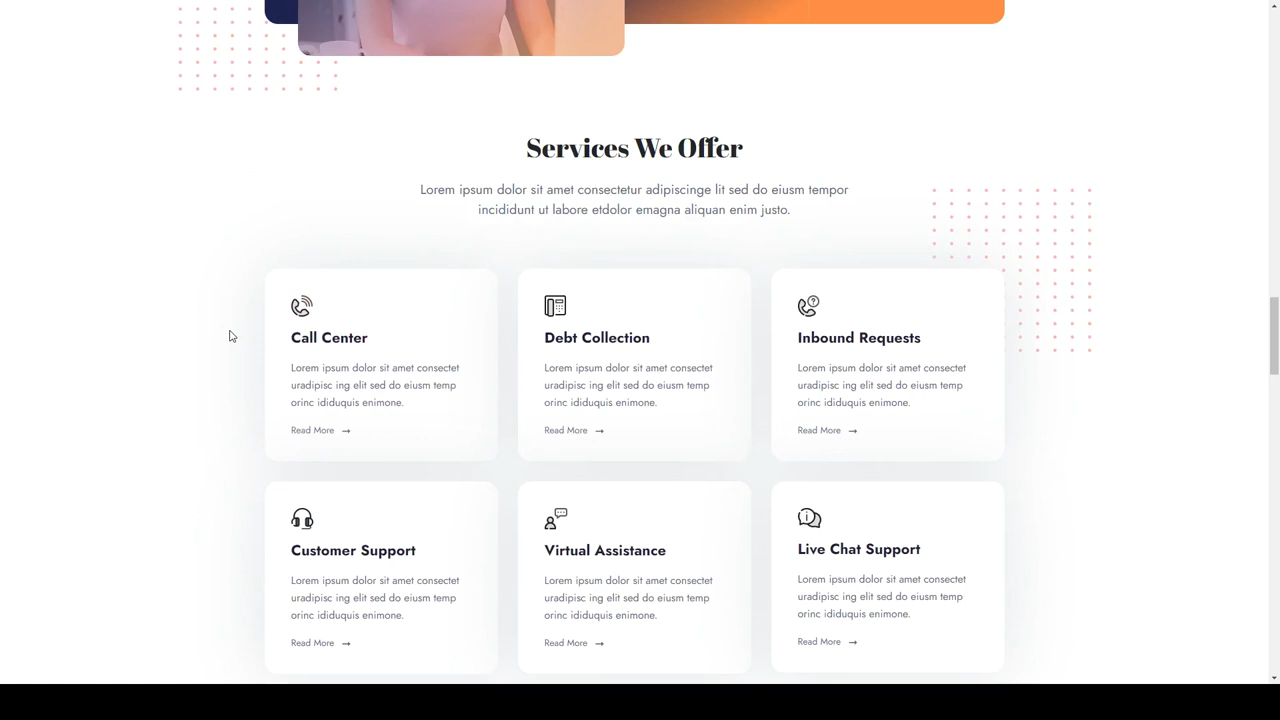 Services We Offer
Lorem ipsum dolor sit amet consectetur adipiscinge lit sed do eiusm tempor
incididunt ut labore etdolor emagna aliquan enim justo.
Call Center
Lorem ipsum dolor sit amet consectet
uradipisc ing elit sed do eiusm temp
orinc ididuquis enimone.
Read More →
Debt Collection
Lorem ipsum dolor sit amet consectet
uradipisc ing elit sed do eiusm temp
orinc ididuquis enimone.
Read More →
Inbound Requests
Lorem ipsum dolor sit amet consectet
uradipisc ing elit sed do eiusm temp
orinc ididuquis enimone.
Read More →
Customer Support
Lorem ipsum dolor sit amet consectet
uradipisc ing elit sed do eiusm temp
orinc ididuquis enimone.
Read More →
Virtual Assistance
Lorem ipsum dolor sit amet consectet
uradipisc ing elit sed do eiusm temp
orinc ididuquis enimone.
Read More →
Live Chat Support
Lorem ipsum dolor sit amet consectet
uradipisc ing elit sed do eiusm temp
orinc ididuquis enimone.
Read More →